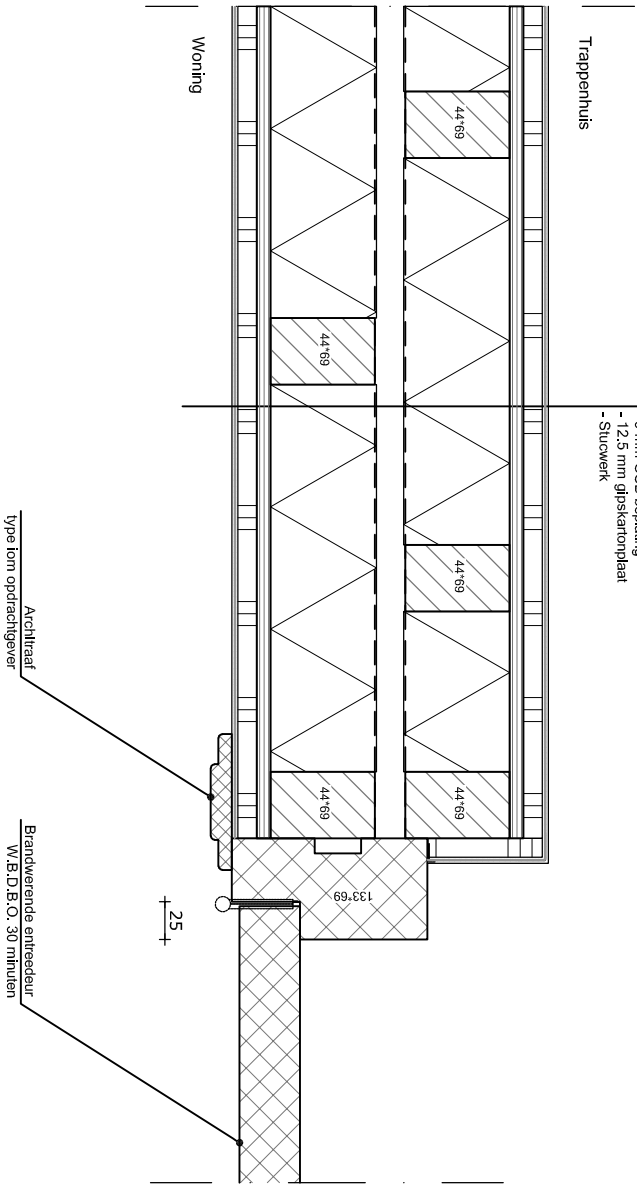 Trappenhuis
44*69
- 12,5 mm gipskartonplaat
- Stucwerk
44*69
44*69
Woning
44*69
44*69
133*69
25
Architraaf
type iom opdrachtgever
Brandwerende entreedeur
W.B.D.B.O. 30 minuten